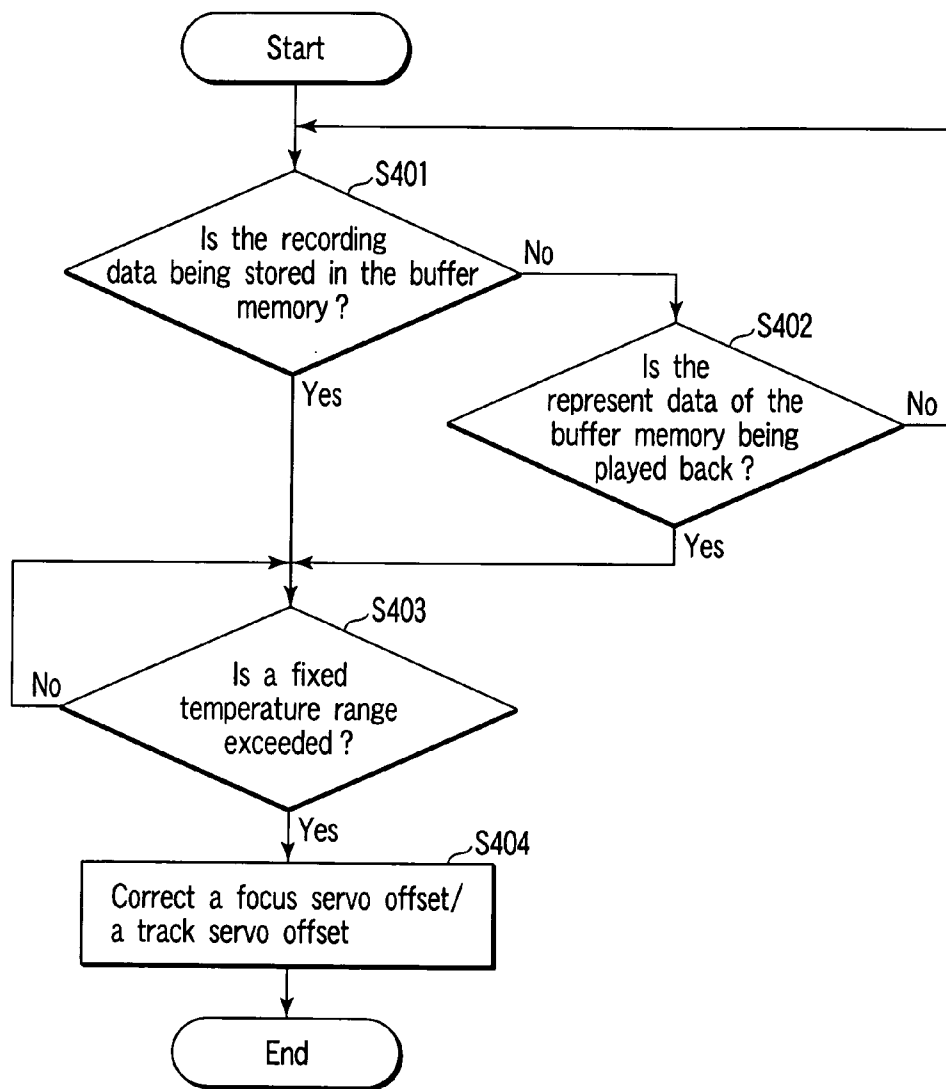 Start
S401
Is the recording
data being stored in the buffer
memory ?
No
Yes
S402
Is the
represent data of the
buffer memory being
played back ?
No
Yes
S403
Is a fixed
temperature range
exceeded ?
No
Yes
S404
Correct a focus servo offset/
a track servo offset
End